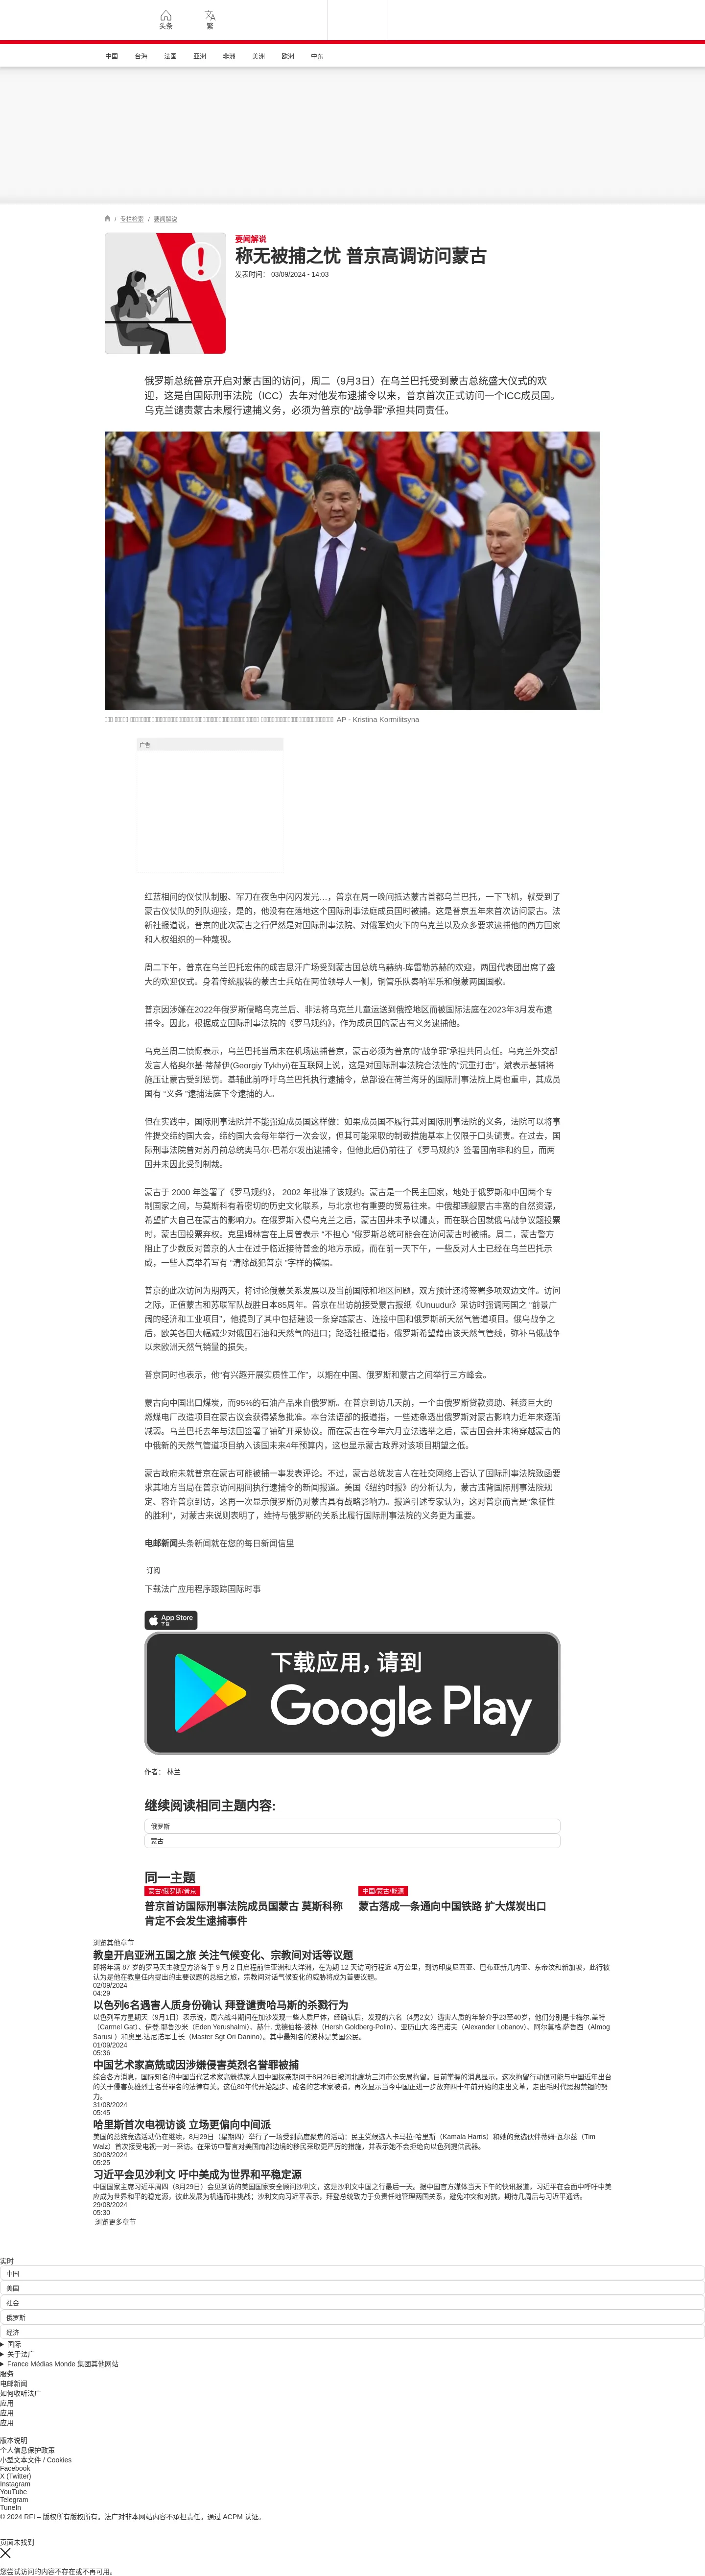 头条
繁
中国 台海 法国 亚洲 非洲 美洲 欧洲 中东
/ 专栏检索 / 要闻解说
要闻解说
称无被捕之忧 普京高调访问蒙古
发表时间： 03/09/2024 - 14:03
俄罗斯总统普京开启对蒙古国的访问，周二（9月3日）在乌兰巴托受到蒙古总统盛大仪式的欢
迎，这是自国际刑事法院（ICC）去年对他发布逮捕令以来，普京首次正式访问一个ICC成员国。
乌克兰谴责蒙古未履行逮捕义务，必须为普京的“战争罪”承担共同责任。
AP - Kristina Kormilitsyna
广告
红蓝相间的仪仗队制服、军刀在夜色中闪闪发光…，普京在周一晚间抵达蒙古首都乌兰巴托，一下飞机，就受到了
蒙古仪仗队的列队迎接，是的，他没有在落地这个国际刑事法庭成员国时被捕。这是普京五年来首次访问蒙古。法
新社报道说，普京的此次蒙古之行俨然是对国际刑事法院、对俄军炮火下的乌克兰以及众多要求逮捕他的西方国家
和人权组织的一种蔑视。
周二下午，普京在乌兰巴托宏伟的成吉思汗广场受到蒙古国总统乌赫纳-库雷勒苏赫的欢迎，两国代表团出席了盛
大的欢迎仪式。身着传统服装的蒙古士兵站在两位领导人一侧，铜管乐队奏响军乐和俄蒙两国国歌。
普京因涉嫌在2022年俄罗斯侵略乌克兰后、非法将乌克兰儿童运送到俄控地区而被国际法庭在2023年3月发布逮
捕令。因此，根据成立国际刑事法院的《罗马规约》，作为成员国的蒙古有义务逮捕他。
乌克兰周二愤慨表示，乌兰巴托当局未在机场逮捕普京，蒙古必须为普京的“战争罪”承担共同责任。乌克兰外交部
发言人格奥尔基·蒂赫伊(Georgiy Tykhyi)在互联网上说，这是对国际刑事法院合法性的“沉重打击”，斌表示基辅将
施压让蒙古受到惩罚。基辅此前呼吁乌兰巴托执行逮捕令，总部设在荷兰海牙的国际刑事法院上周也重申，其成员
国有 “义务 ”逮捕法庭下令逮捕的人。
但在实践中，国际刑事法院并不能强迫成员国这样做：如果成员国不履行其对国际刑事法院的义务，法院可以将事
件提交缔约国大会，缔约国大会每年举行一次会议，但其可能采取的制裁措施基本上仅限于口头谴责。在过去，国
际刑事法院曾对苏丹前总统奥马尔-巴希尔发出逮捕令，但他此后仍前往了《罗马规约》签署国南非和约旦，而两
国并未因此受到制裁。
蒙古于 2000 年签署了《罗马规约》， 2002 年批准了该规约。蒙古是一个民主国家，地处于俄罗斯和中国两个专
制国家之间，与莫斯科有着密切的历史文化联系，与北京也有重要的贸易往来。中俄都觊觎蒙古丰富的自然资源，
希望扩大自己在蒙古的影响力。在俄罗斯入侵乌克兰之后，蒙古国并未予以谴责，而在联合国就俄乌战争议题投票
时，蒙古国投票弃权。克里姆林宫在上周曾表示 “不担心 ”俄罗斯总统可能会在访问蒙古时被捕。周二，蒙古警方
阻止了少数反对普京的人士在过于临近接待普金的地方示威，而在前一天下午，一些反对人士已经在乌兰巴托示
威，一些人高举着写有 “清除战犯普京 ”字样的横幅。
普京的此次访问为期两天，将讨论俄蒙关系发展以及当前国际和地区问题，双方预计还将签署多项双边文件。访问
之际，正值蒙古和苏联军队战胜日本85周年。普京在出访前接受蒙古报纸《Unuudur》采访时强调两国之 “前景广
阔的经济和工业项目”，他提到了其中包括建设一条穿越蒙古、连接中国和俄罗斯新天然气管道项目。俄乌战争之
后，欧美各国大幅减少对俄国石油和天然气的进口；路透社报道指，俄罗斯希望藉由该天然气管线，弥补乌俄战争
以来欧洲天然气销量的损失。
普京同时也表示，他“有兴趣开展实质性工作”，以期在中国、俄罗斯和蒙古之间举行三方峰会。
蒙古向中国出口煤炭，而95%的石油产品来自俄罗斯。在普京到访几天前，一个由俄罗斯贷款资助、耗资巨大的
燃煤电厂改造项目在蒙古议会获得紧急批准。本台法语部的报道指，一些迹象透出俄罗斯对蒙古影响力近年来逐渐
减弱。乌兰巴托去年与法国签署了铀矿开采协议。而在蒙古在今年六月立法选举之后，蒙古国会并未将穿越蒙古的
中俄新的天然气管道项目纳入该国未来4年预算内，这也显示蒙古政界对该项目期望之低。
蒙古政府未就普京在蒙古可能被捕一事发表评论。不过，蒙古总统发言人在社交网络上否认了国际刑事法院致函要
求其地方当局在普京访问期间执行逮捕令的新闻报道。美国《纽约时报》的分析认为，蒙古违背国际刑事法院规
定、容许普京到访，这再一次显示俄罗斯仍对蒙古具有战略影响力。报道引述专家认为，这对普京而言是“象征性
的胜利”，对蒙古来说则表明了，维持与俄罗斯的关系比履行国际刑事法院的义务更为重要。
电邮新闻头条新闻就在您的每日新闻信里
订阅
下载法广应用程序跟踪国际时事
App Store
下载
下载应用，请到
Google Play
作者： 林兰
继续阅读相同主题内容:
俄罗斯
蒙古
同一主题
蒙古/俄罗斯/普京
普京首访国际刑事法院成员国蒙古 莫斯科称
肯定不会发生逮捕事件
中国/蒙古/能源
蒙古落成一条通向中国铁路 扩大煤炭出口
浏览其他章节
教皇开启亚洲五国之旅 关注气候变化、宗教间对话等议题
即将年满 87 岁的罗马天主教皇方济各于 9 月 2 日启程前往亚洲和大洋洲，在为期 12 天访问行程近 4万公里，到访印度尼西亚、巴布亚新几内亚、东帝汶和新加坡，此行被
认为是他在教皇任内提出的主要议题的总结之旅，宗教间对话气候变化的威胁将成为首要议题。
02/09/2024
04:29
以色列6名遇害人质身份确认 拜登谴责哈马斯的杀戮行为
以色列军方星期天（9月1日）表示说，周六战斗期间在加沙发现一些人质尸体，经确认后，发现的六名（4男2女）遇害人质的年龄介乎23至40岁，他们分别是卡梅尔.盖特
（Carmel Gat）、伊登.耶鲁沙米（Eden Yerushalmi）、赫什. 戈德伯格-波林（Hersh Goldberg-Polin）、亚历山大.洛巴诺夫（Alexander Lobanov）、阿尔莫格.萨鲁西（Almog
Sarusi ）和奥里.达尼诺军士长（Master Sgt Ori Danino）。其中最知名的波林是美国公民。
01/09/2024
05:36
中国艺术家高兟或因涉嫌侵害英烈名誉罪被捕
综合各方消息，国际知名的中国当代艺术家高兟携家人回中国探亲期间于8月26日被河北廊坊三河市公安局拘留。目前掌握的消息显示，这次拘留行动很可能与中国近年出台
的关于侵害英雄烈士名誉罪名的法律有关。这位80年代开始起步、成名的艺术家被捕，再次显示当今中国正进一步放弃四十年前开始的走出文革，走出毛时代思想禁锢的努
力。
31/08/2024
05:45
哈里斯首次电视访谈 立场更偏向中间派
美国的总统竞选活动仍在继续，8月29日（星期四）举行了一场受到高度聚焦的活动：民主党候选人卡马拉·哈里斯（Kamala Harris）和她的竞选伙伴蒂姆·瓦尔兹（Tim
Walz）首次接受电视一对一采访。在采访中誓言对美国南部边境的移民采取更严厉的措施，并表示她不会拒绝向以色列提供武器。
30/08/2024
05:25
习近平会见沙利文 吁中美成为世界和平稳定源
中国国家主席习近平周四（8月29日）会见到访的美国国家安全顾问沙利文，这是沙利文中国之行最后一天。据中国官方媒体当天下午的快讯报道，习近平在会面中呼吁中美
应成为世界和平的稳定源，彼此发展为机遇而非挑战；沙利文向习近平表示，拜登总统致力于负责任地管理两国关系，避免冲突和对抗，期待几周后与习近平通话。
29/08/2024
05:30
浏览更多章节
实时
中国
美国
社会
俄罗斯
经济
国际
关于法广
France Médias Monde 集团其他网站
服务
电邮新闻
如何收听法广
应用
应用
应用
版本说明
个人信息保护政策
小型文本文件 / Cookies
Facebook
X (Twitter)
Instagram
YouTube
Telegram
TuneIn
© 2024 RFI – 版权所有版权所有。法广对非本网站内容不承担责任。通过 ACPM 认证。
页面未找到
您尝试访问的内容不存在或不再可用。